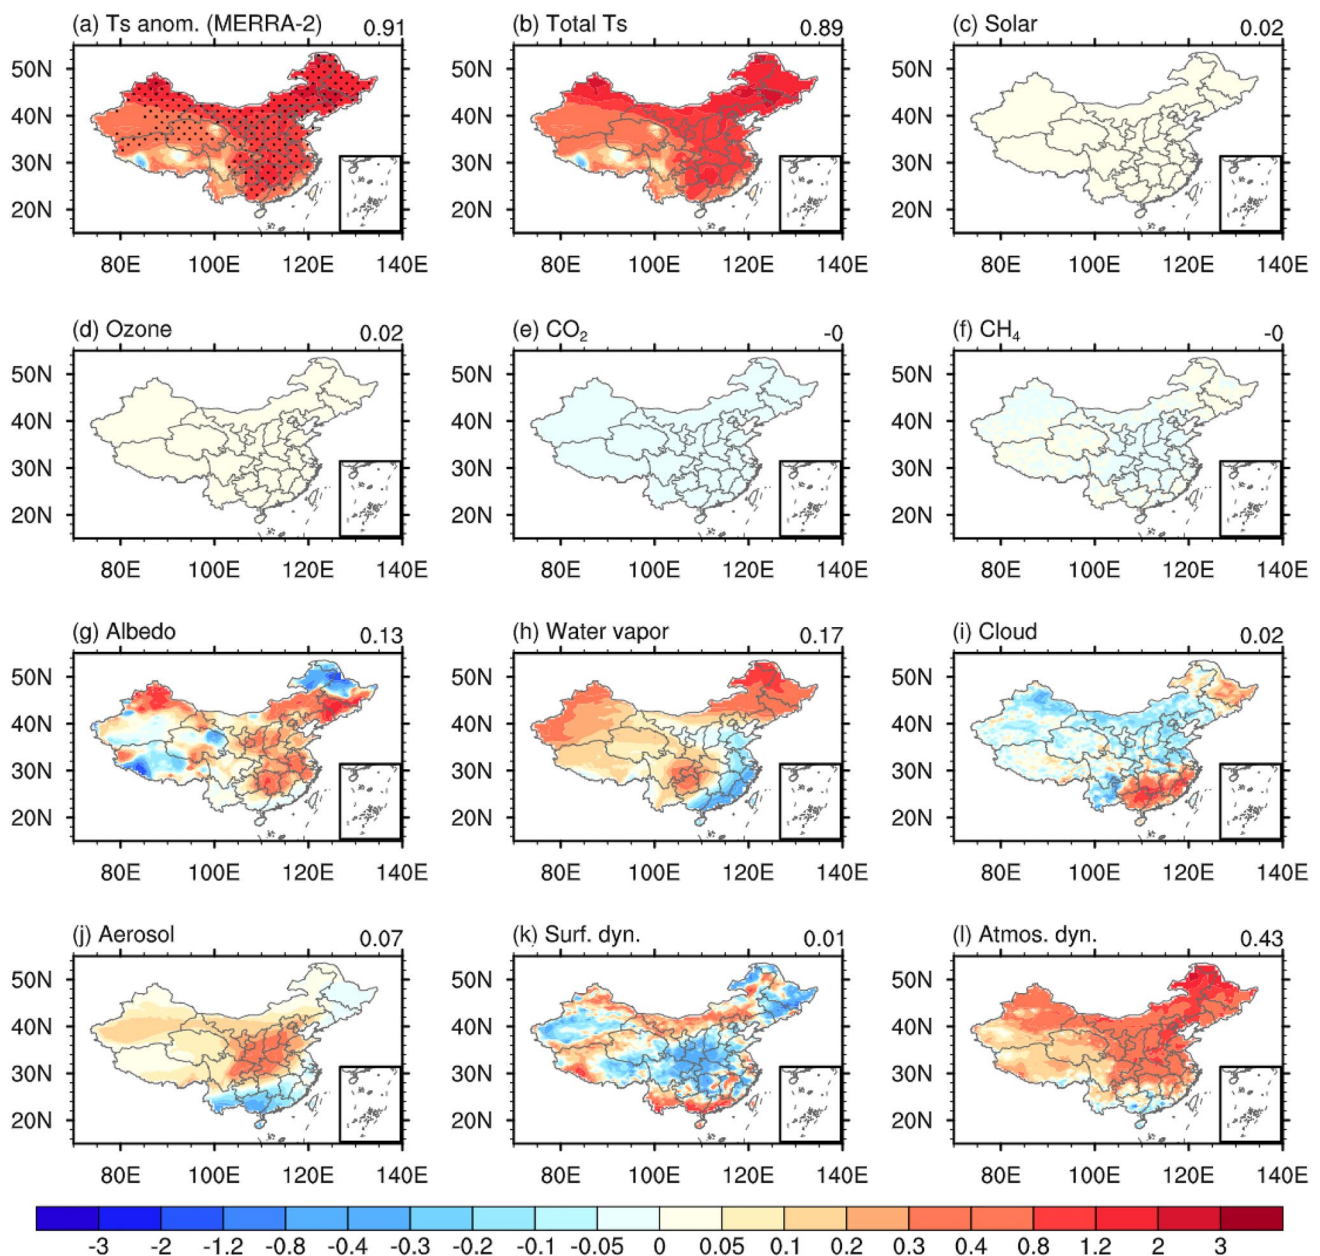 (a) Ts anom. (MERRA-2) 0.91 (b) Total Ts 0.89 (c) Solar 0.02
50N 50N 50N
40N 40N 40N
30N 30N 30N
20N 20N 20N
80E 100E 120E 140E 80E 100E 120E 140E 80E 100E 120E 140E
(d) Ozone 0.02 (e) CO₂ -0 (f) CH₄ -0
50N 50N 50N
40N 40N 40N
30N 30N 30N
20N 20N 20N
80E 100E 120E 140E 80E 100E 120E 140E 80E 100E 120E 140E
(g) Albedo 0.13 (h) Water vapor 0.17 (i) Cloud 0.02
50N 50N 50N
40N 40N 40N
30N 30N 30N
20N 20N 20N
80E 100E 120E 140E 80E 100E 120E 140E 80E 100E 120E 140E
(j) Aerosol 0.07 (k) Surf. dyn. 0.01 (l) Atmos. dyn. 0.43
50N 50N 50N
40N 40N 40N
30N 30N 30N
20N 20N 20N
80E 100E 120E 140E 80E 100E 120E 140E 80E 100E 120E 140E
-3 -2 -1.2 -0.8 -0.4 -0.3 -0.2 -0.1 -0.05 0 0.05 0.1 0.2 0.3 0.4 0.8 1.2 2 3